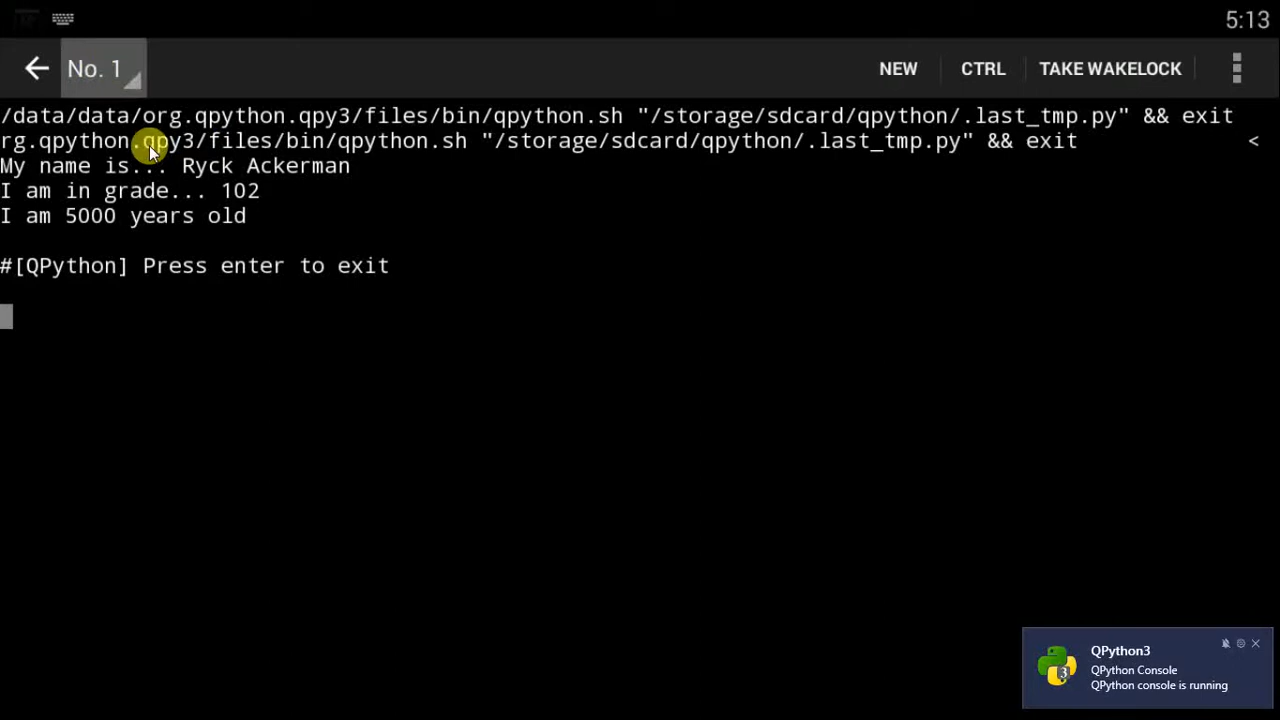 5:13
No. 1
NEW
CTRL
TAKE WAKELOCK
/data/data/org.qpython.qpy3/files/bin/qpython.sh "/storage/sdcard/qpython/.last_tmp.py" && exit
rg.qpython.qpy3/files/bin/qpython.sh "/storage/sdcard/qpython/.last_tmp.py" && exit <
My name is... Ryck Ackerman
I am in grade... 102
I am 5000 years old
#[QPython] Press enter to exit
QPython3
QPython Console
QPython console is running
3